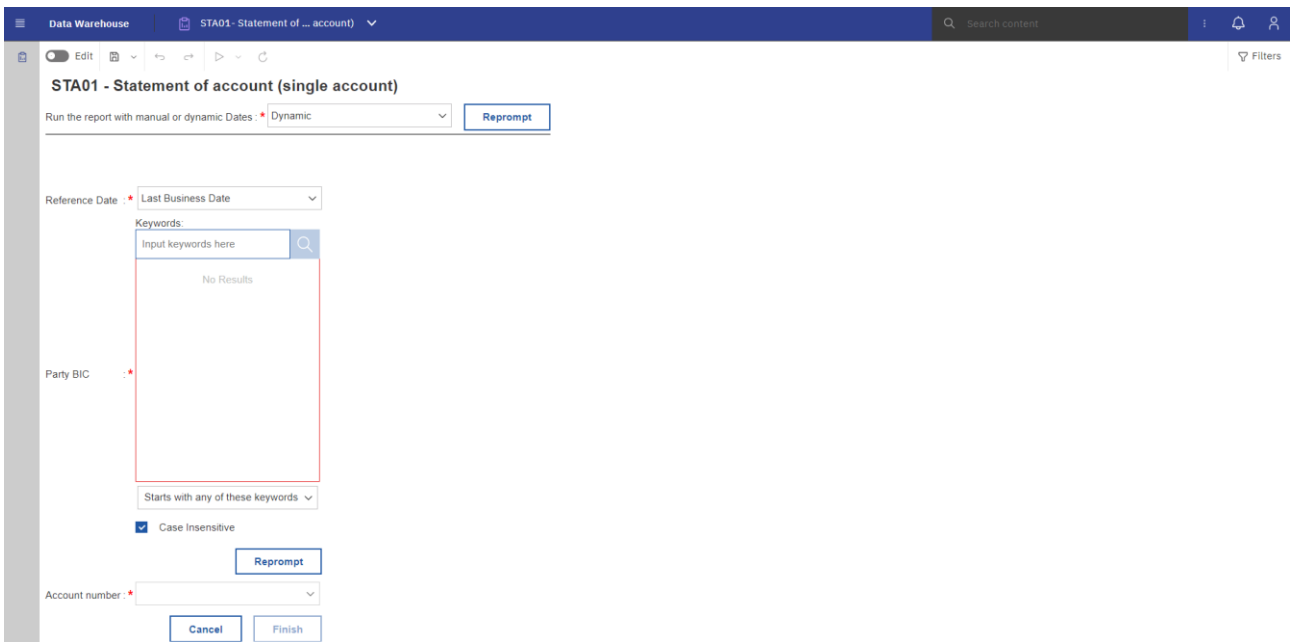 Data Warehouse STA01- Statement of ... account) Search content
Edit Filters
STA01 - Statement of account (single account)
Run the report with manual or dynamic Dates : * Dynamic Reprompt
Reference Date : * Last Business Date
Keywords:
Input keywords here
No Results
Party BIC : *
Starts with any of these keywords
Case Insensitive
Reprompt
Account number : *
Cancel Finish